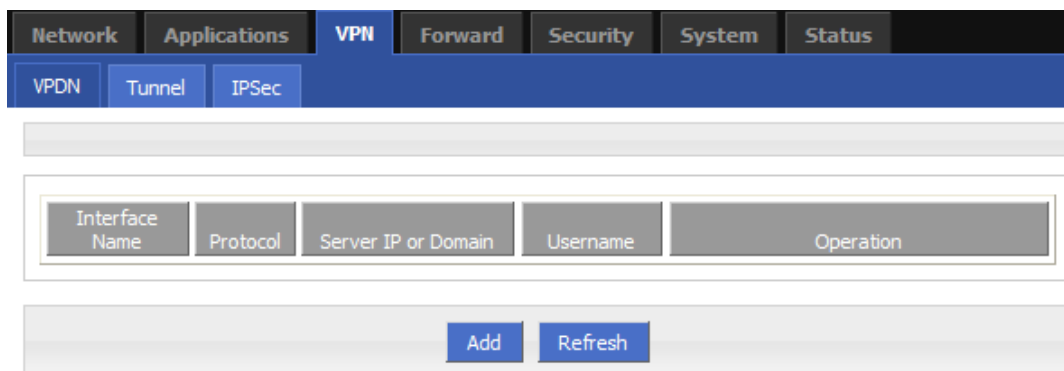 Network Applications VPN Forward Security System Status
VPDN Tunnel IPSec
Interface
Name Protocol Server IP or Domain Username Operation
Add Refresh